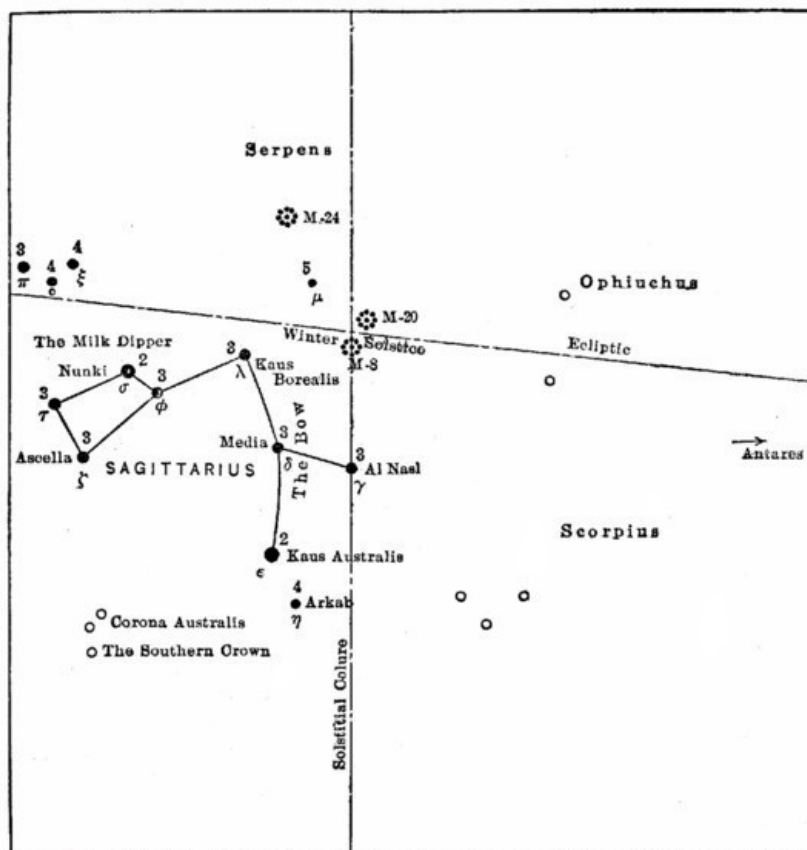 Serpens
M.-24
3
4
4
π
ο
ξ
5
μ
Ophiuchus
M-20
Winter Solstice
Ecliptic
M-8
The Milk Dipper
Nunki
2
σ
3
φ
3
λ
Kaus
Borealis
3
τ
3
Ascella
ζ
SAGITTARIUS
Media
3
δ
The Bow
3
Al Nasl
γ
Antares
Scorpius
2
Kaus Australis
ε
4
Arkab
η
Corona Australis
The Southern Crown
Solstitial Colure